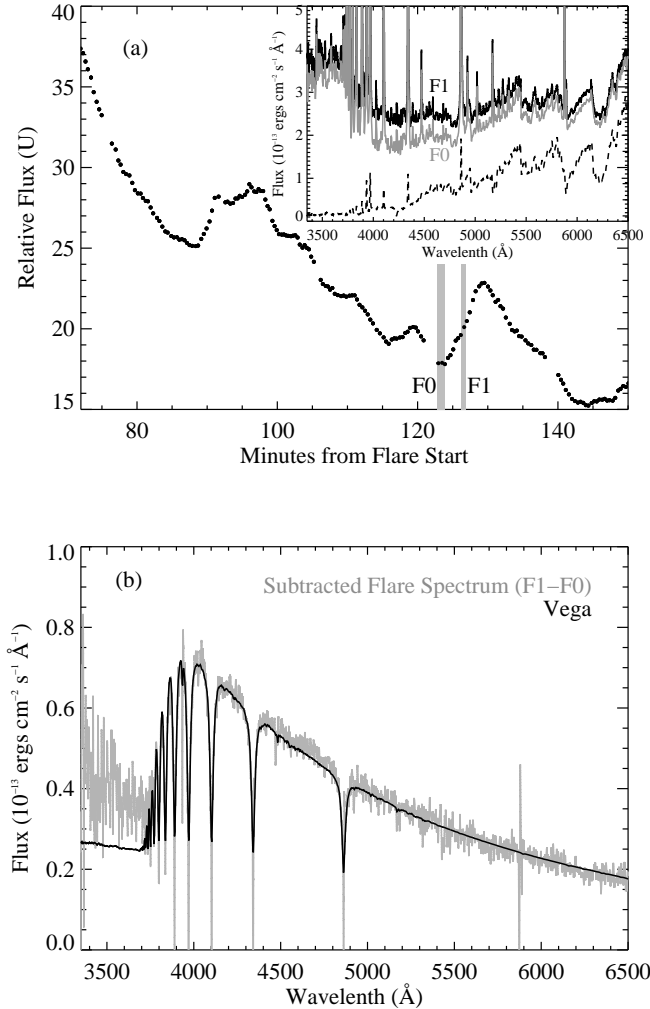 (a)
Relative Flux (U)
40
35
30
25
20
15
80
100
120
140
Minutes from Flare Start
F0
F1
Flux (10⁻¹³ ergs cm⁻² s⁻¹ Å⁻¹)
5
4
3
2
1
0
F1
F0
4000
4500
5000
5500
6000
6500
Wavelenth (Å)
(b)
Subtracted Flare Spectrum (F1−F0)
Vega
Flux (10⁻¹³ ergs cm⁻² s⁻¹ Å⁻¹)
1.0
0.8
0.6
0.4
0.2
0.0
3500
4000
4500
5000
5500
6000
6500
Wavelenth (Å)